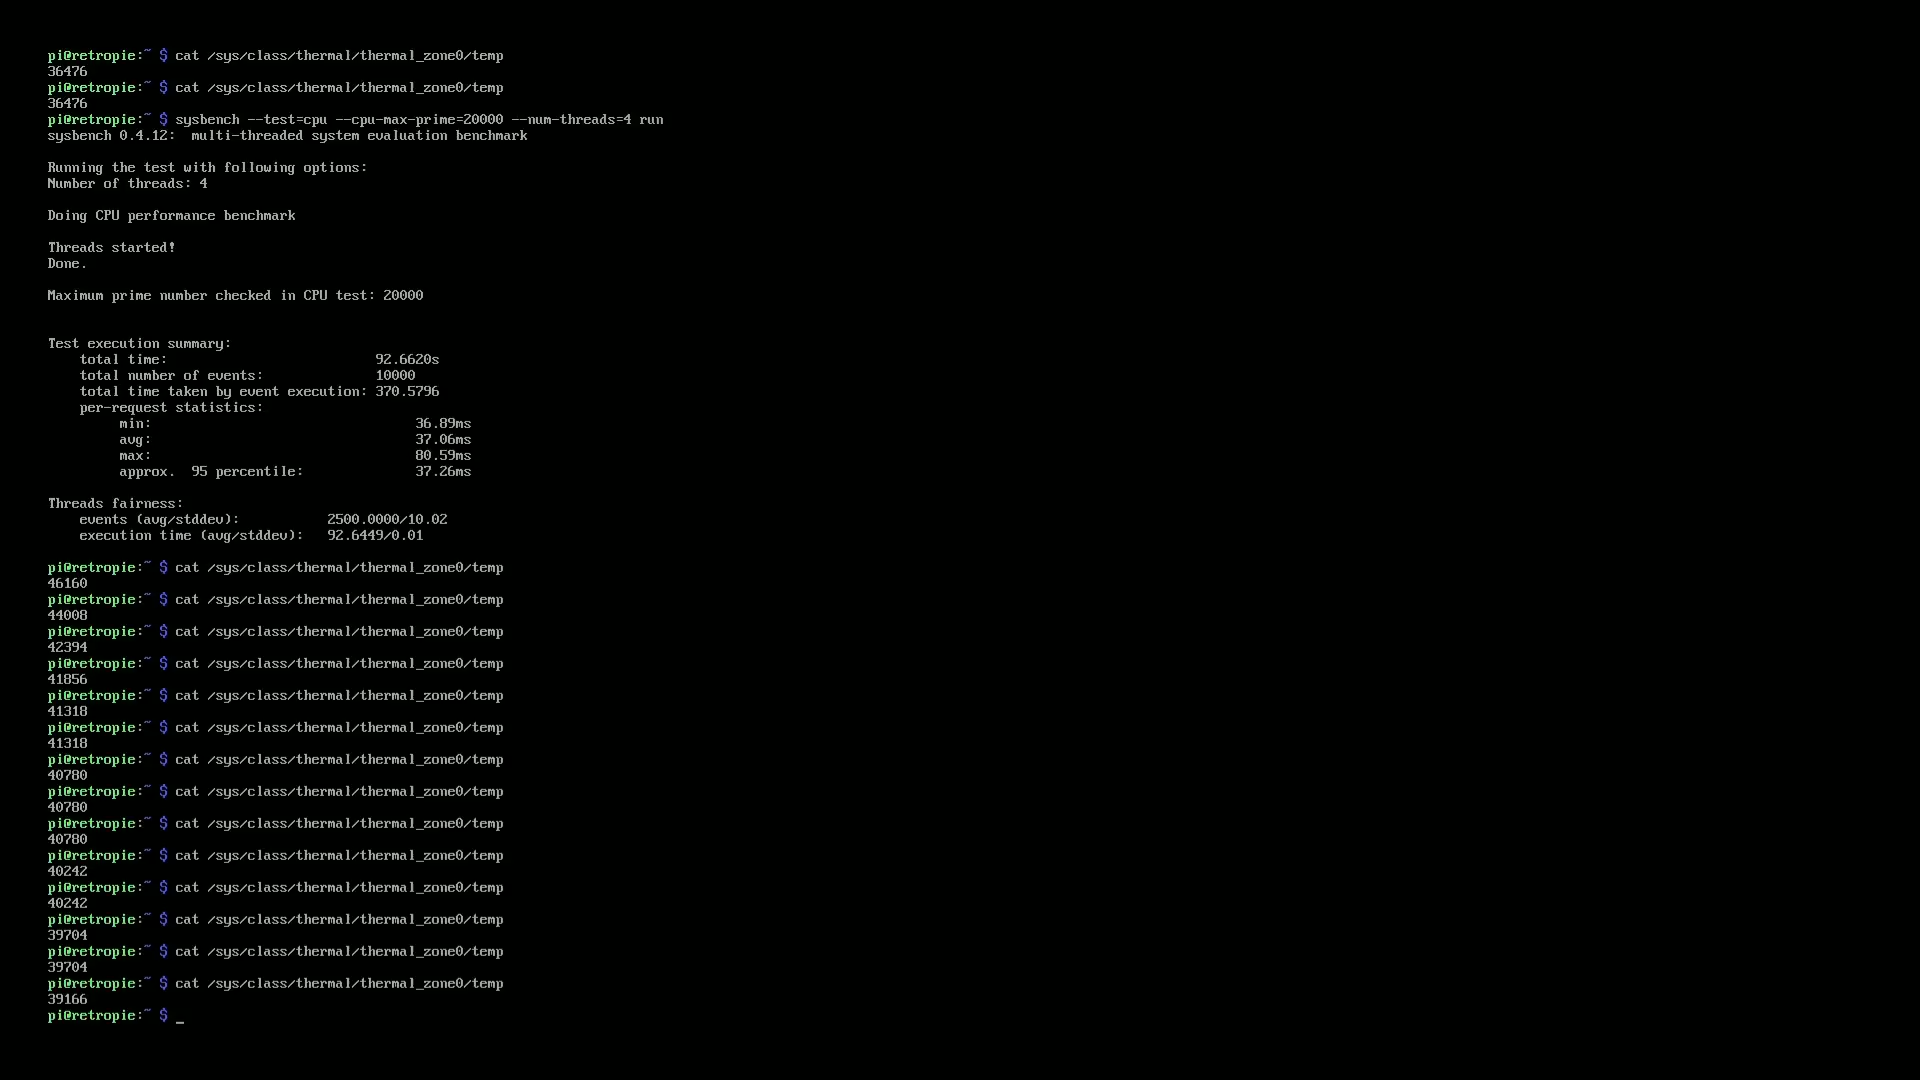 pi@retropie:~ $ cat /sys/class/thermal/thermal_zone0/temp
36476
pi@retropie:~ $ cat /sys/class/thermal/thermal_zone0/temp
36476
pi@retropie:~ $ sysbench --test=cpu --cpu-max-prime=20000 --num-threads=4 run
sysbench 0.4.12:  multi-threaded system evaluation benchmark

Running the test with following options:
Number of threads: 4

Doing CPU performance benchmark

Threads started!
Done.

Maximum prime number checked in CPU test: 20000


Test execution summary:
    total time:                          92.6620s
    total number of events:              10000
    total time taken by event execution: 370.5796
    per-request statistics:
         min:                                 36.89ms
         avg:                                 37.06ms
         max:                                 80.59ms
         approx.  95 percentile:              37.26ms

Threads fairness:
    events (avg/stddev):           2500.0000/10.02
    execution time (avg/stddev):   92.6449/0.01

pi@retropie:~ $ cat /sys/class/thermal/thermal_zone0/temp
46160
pi@retropie:~ $ cat /sys/class/thermal/thermal_zone0/temp
44008
pi@retropie:~ $ cat /sys/class/thermal/thermal_zone0/temp
42394
pi@retropie:~ $ cat /sys/class/thermal/thermal_zone0/temp
41856
pi@retropie:~ $ cat /sys/class/thermal/thermal_zone0/temp
41318
pi@retropie:~ $ cat /sys/class/thermal/thermal_zone0/temp
41318
pi@retropie:~ $ cat /sys/class/thermal/thermal_zone0/temp
40780
pi@retropie:~ $ cat /sys/class/thermal/thermal_zone0/temp
40780
pi@retropie:~ $ cat /sys/class/thermal/thermal_zone0/temp
40780
pi@retropie:~ $ cat /sys/class/thermal/thermal_zone0/temp
40242
pi@retropie:~ $ cat /sys/class/thermal/thermal_zone0/temp
40242
pi@retropie:~ $ cat /sys/class/thermal/thermal_zone0/temp
39704
pi@retropie:~ $ cat /sys/class/thermal/thermal_zone0/temp
39704
pi@retropie:~ $ cat /sys/class/thermal/thermal_zone0/temp
39166
pi@retropie:~ $ _